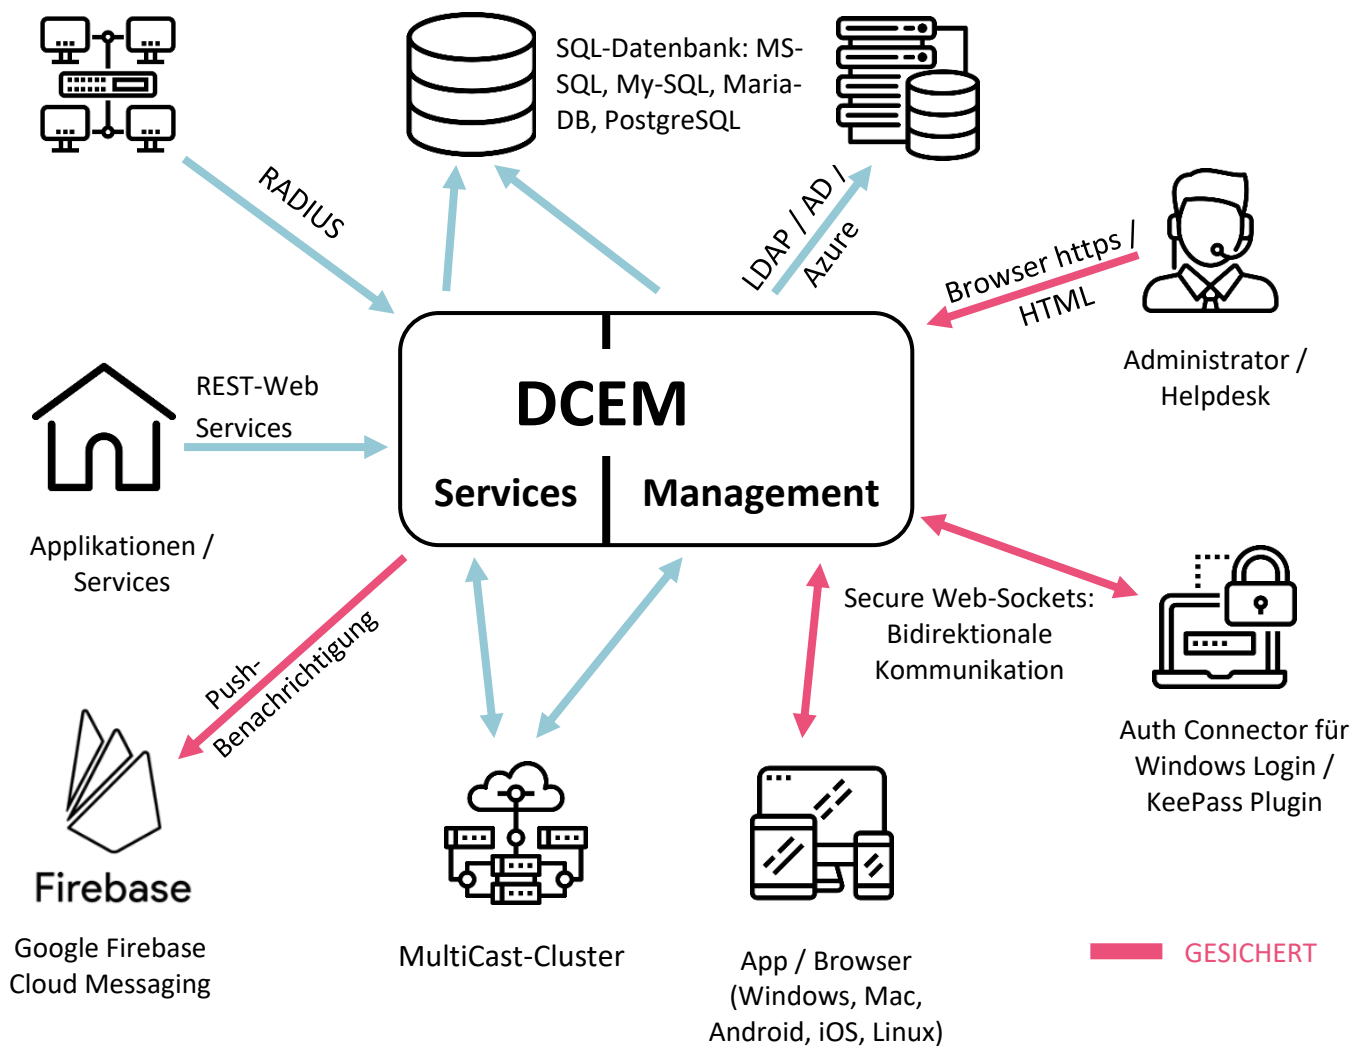 SQL-Datenbank: MS-
SQL, My-SQL, Maria-
DB, PostgreSQL
RADIUS
LDAP / AD /
Azure
Browser https /
HTML
Administrator /
Helpdesk
REST-Web
Services
DCEM
Services
Management
Applikationen /
Services
Push-
Benachrichtigung
Secure Web-Sockets:
Bidirektionale
Kommunikation
Auth Connector für
Windows Login /
KeePass Plugin
Firebase
Google Firebase
Cloud Messaging
MultiCast-Cluster
App / Browser
(Windows, Mac,
Android, iOS, Linux)
GESICHERT